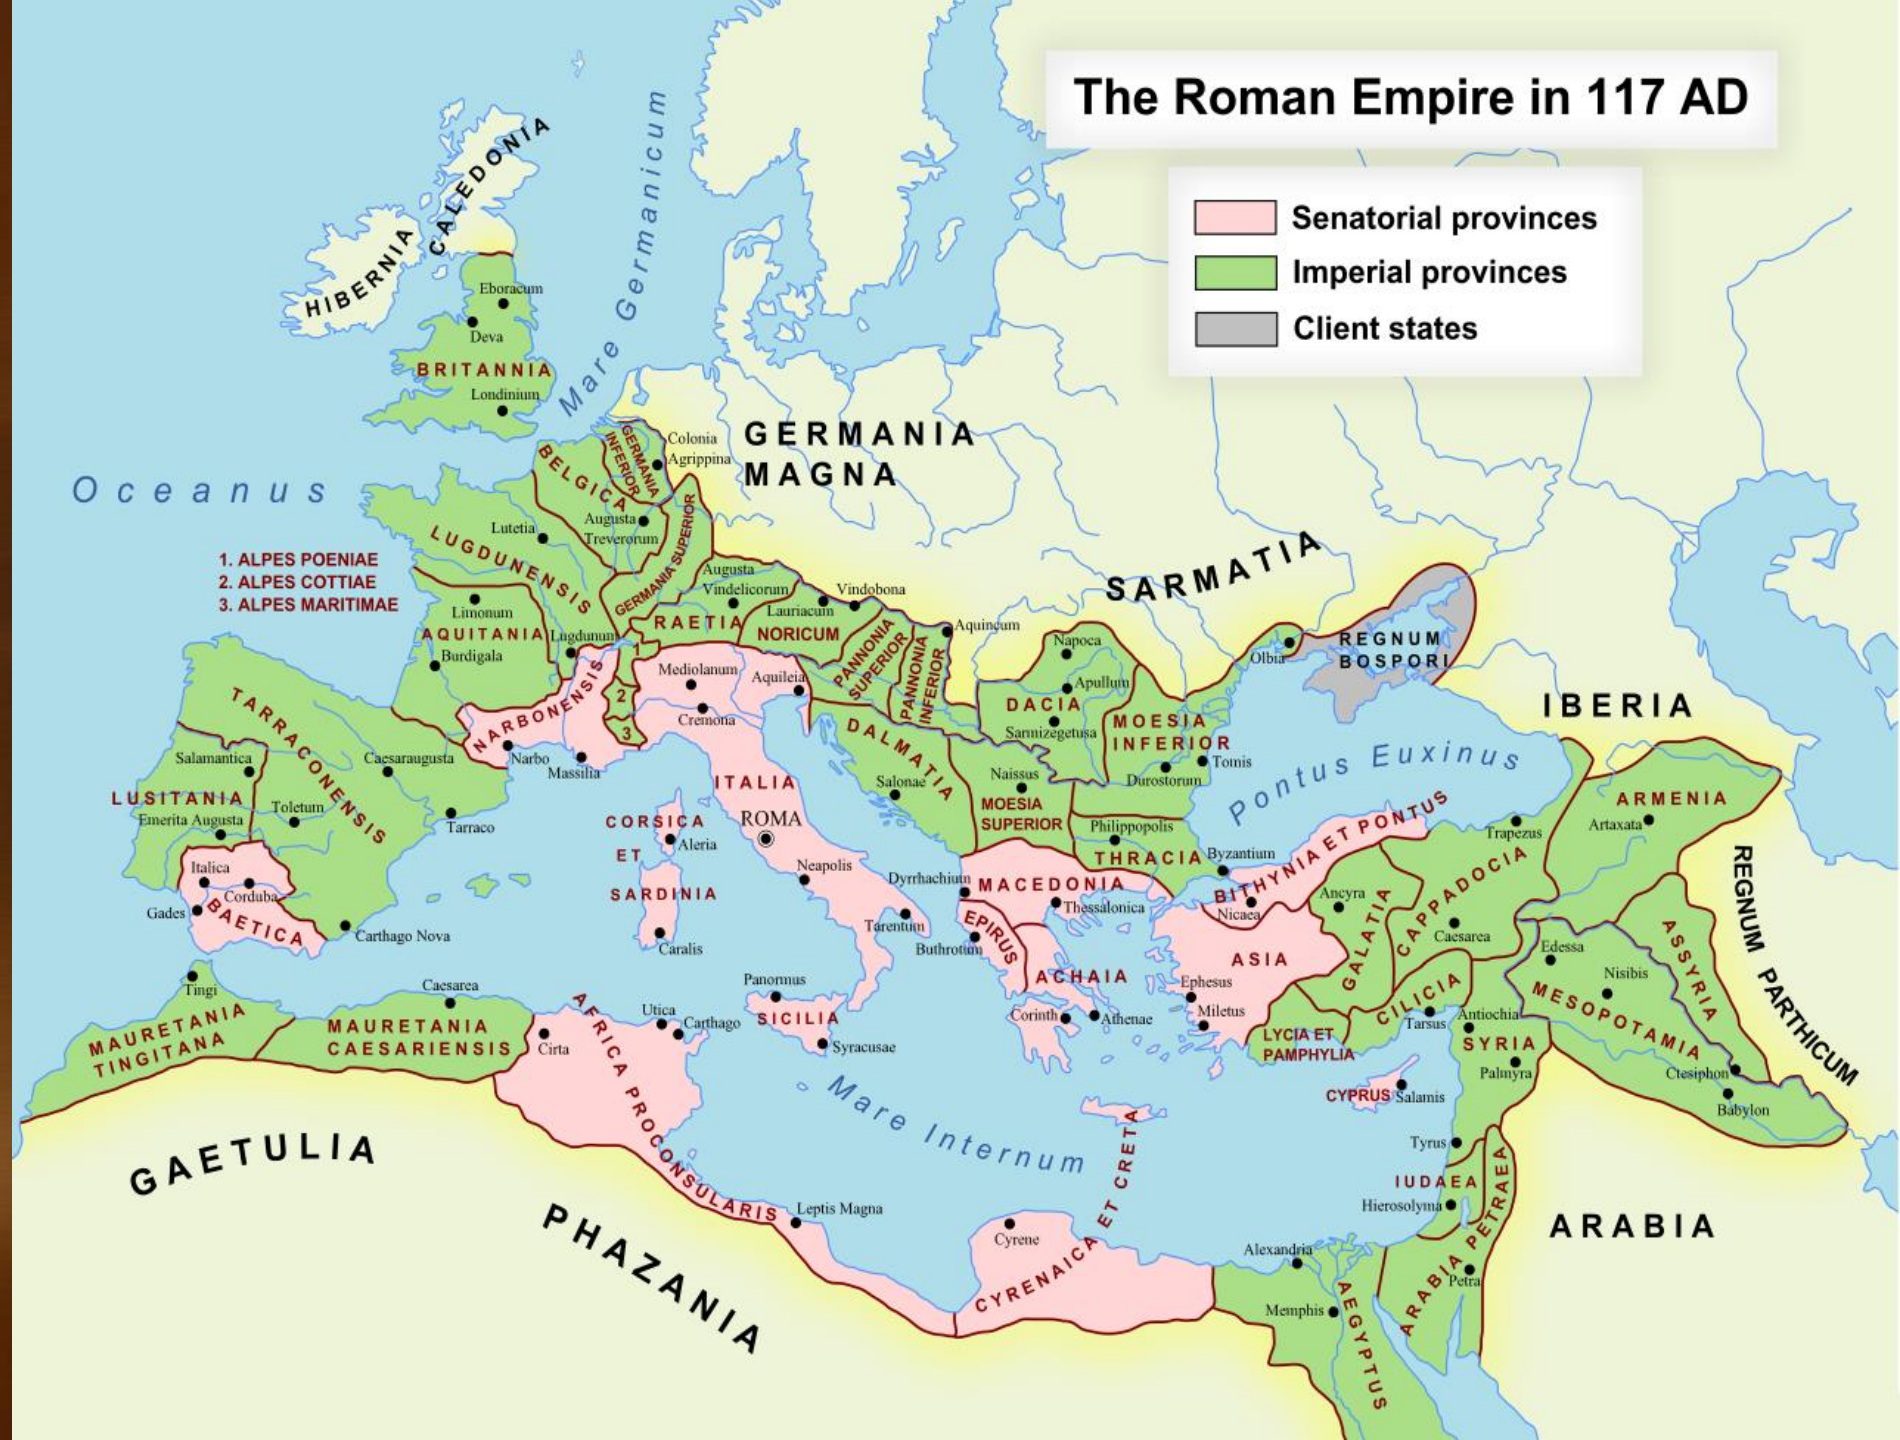 The Roman Empire in 117 AD
Senatorial provinces
Imperial provinces
Client states
CALEDONIA
HIBERNIA
Mare Germanicum
Eboracum
Deva
BRITANNIA
Londinium
Oceanus
GERMANIA
MAGNA
Colonia
Agrippina
GERMANIA
INFERIOR
BELGICA
Augusta
Treverorum
Lutetia
LUGDUNENSIS
GERMANIA SUPERIOR
1. ALPES POENIAE
2. ALPES COTTIAE
3. ALPES MARITIMAE
Limonum
AQUITANIA
Burdigala
Lugdunum
Augusta
Vindelicorum
RAETIA
Lauriacum
NORICUM
Vindobona
Aquincum
PANNONIA
SUPERIOR
PANNONIA
INFERIOR
1
2
3
NARBONENSIS
Narbo
Massilia
Mediolanum
Cremona
Aquileia
SARMATIA
Napoca
Apullum
DACIA
Sarmizegetusa
MOESIA
INFERIOR
Durostorum
Tomis
Olbia
REGNUM
BOSPORI
IBERIA
Pontus Euxinus
DALMATIA
Salonae
Naissus
MOESIA
SUPERIOR
Philippopolis
THRACIA
Byzantium
TARRACONENSIS
Salamantica
Caesaraugusta
LUSITANIA
Toletum
Emerita Augusta
Tarraco
Italica
Corduba
Gades
BAETICA
Carthago Nova
ITALIA
ROMA
CORSICA
Aleria
ET
SARDINIA
Caralis
Neapolis
Tarentum
Dyrrhachium
MACEDONIA
Thessalonica
EPIRUS
Buthrotum
ACHAIA
Corinth
Athenae
BITHYNIA ET PONTUS
Nicaea
Trapezus
ARMENIA
Artaxata
Ancyra
GALATIA
CAPPADOCIA
Caesarea
ASIA
Ephesus
Miletus
LYCIA ET
PAMPHYLIA
CILICIA
Tarsus
Antiochia
SYRIA
Palmyra
CYPRUS
Salamis
Edessa
Nisibis
MESOPOTAMIA
ASSYRIA
Ctesiphon
Babylon
REGNUM PARTHICUM
Tingi
MAURETANIA
TINGITANA
Caesarea
MAURETANIA
CAESARIENSIS
Cirta
Utica
Carthago
AFRICA PROCONSULARIS
Panormus
SICILIA
Syracusae
Mare Internum
GAETULIA
PHAZANIA
Leptis Magna
Cyrene
CYRENAICA ET CRETA
Tyrus
IUDAEA
Hierosolyma
ARABIA PETRAEA
Petra
ARABIA
Alexandria
Memphis
AEGYPTUS